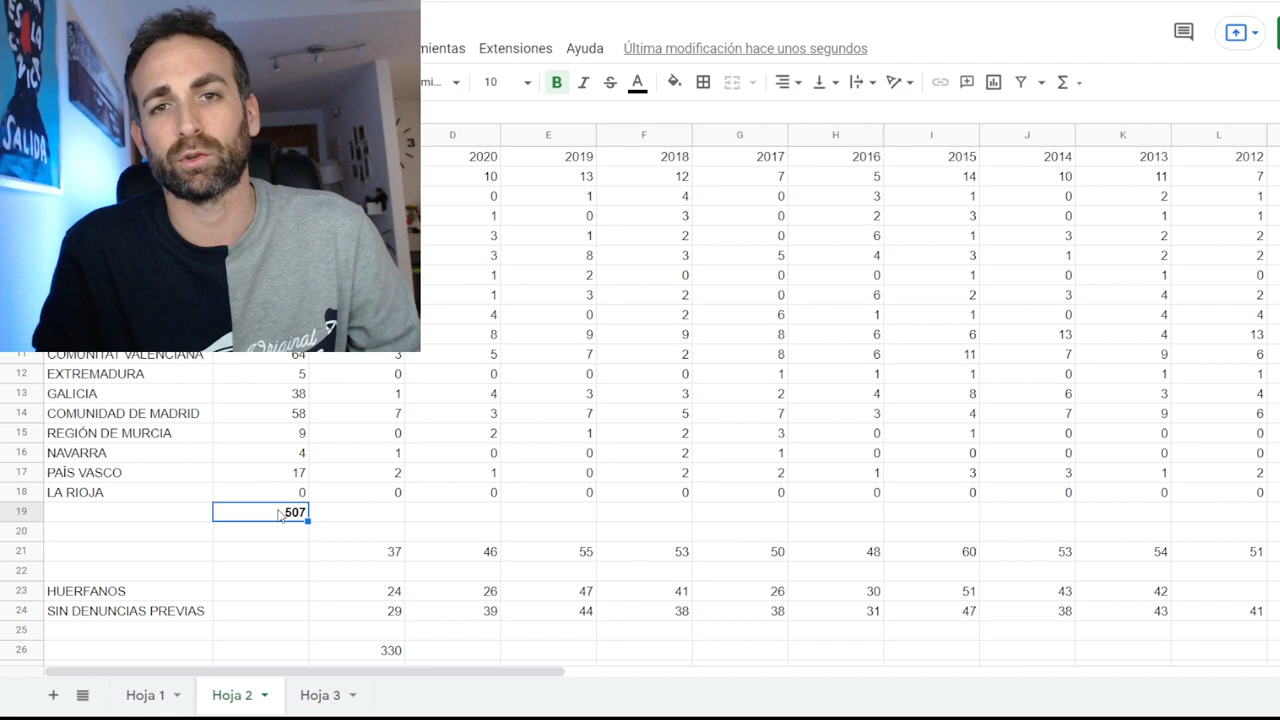 ESCALA
EN CINC
SALIDA
Original
3
mientas Extensiones Ayuda Última modificación hace unos segundos
mi... 10 B I S A Σ
D E F G H I J K L
2020 2019 2018 2017 2016 2015 2014 2013 2012
10 13 12 7 5 14 10 11 7
0 1 4 0 3 1 0 2 1
1 0 3 0 2 3 0 1 1
3 1 2 0 6 1 3 2 2
3 8 3 5 4 3 1 2 2
1 2 0 0 0 1 0 1 0
1 3 2 0 6 2 3 4 2
4 0 2 6 1 1 0 4 4
8 9 9 8 6 6 13 4 13
11 COMUNITAT VALENCIANA 64 3 5 7 2 8 6 11 7 9 6
12 EXTREMADURA 5 0 0 0 0 1 1 1 0 1 1
13 GALICIA 38 1 4 3 3 2 4 8 6 3 4
14 COMUNIDAD DE MADRID 58 7 3 7 5 7 3 4 7 9 6
15 REGIÓN DE MURCIA 9 0 2 1 2 3 0 1 0 0 0
16 NAVARRA 4 1 0 0 2 1 0 0 0 0 0
17 PAÍS VASCO 17 2 1 0 2 2 1 3 3 1 2
18 LA RIOJA 0 0 0 0 0 0 0 0 0 0 0
19 507
20
21 37 46 55 53 50 48 60 53 54 51
22
23 HUERFANOS 24 26 47 41 26 30 51 43 42
24 SIN DENUNCIAS PREVIAS 29 39 44 38 38 31 47 38 43 41
25
26 330
+ Hoja 1 Hoja 2 Hoja 3